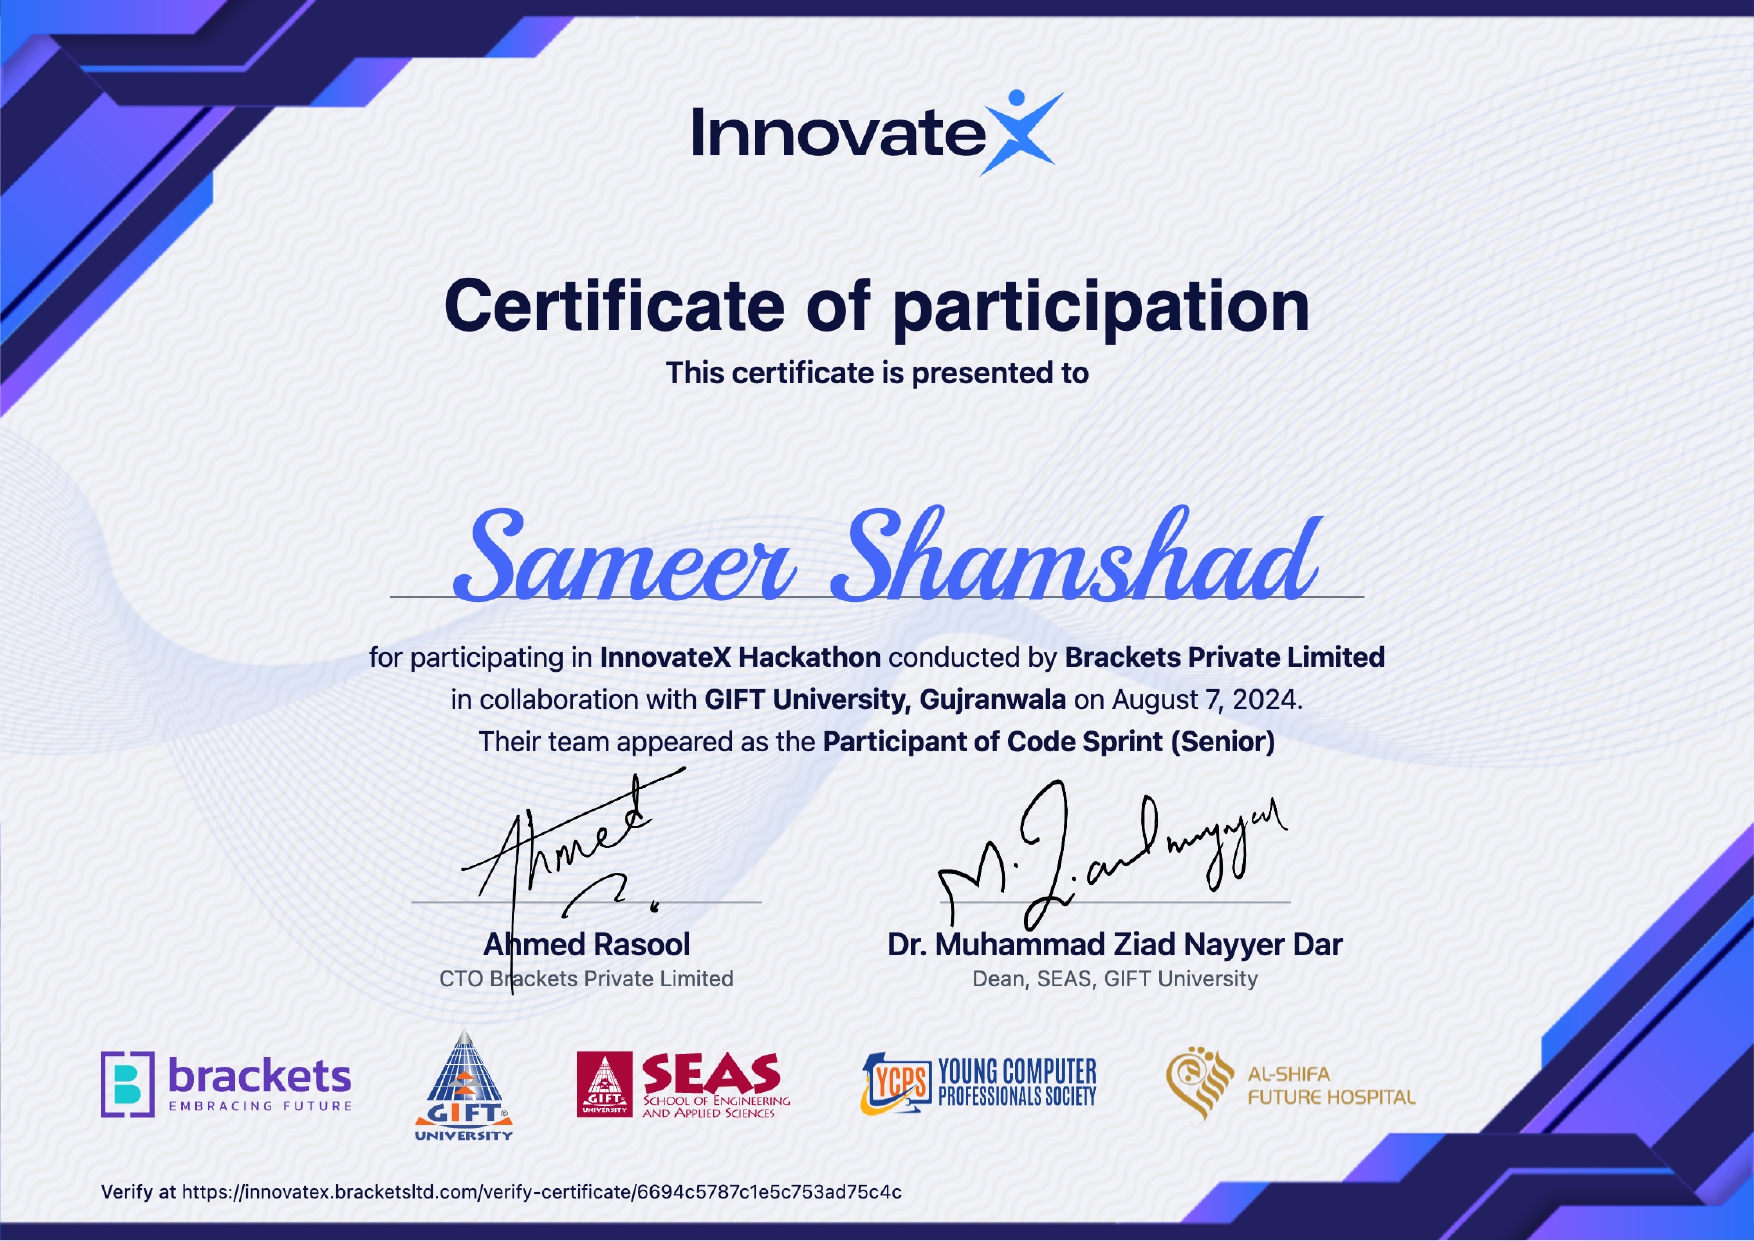 InnovateX
Certificate of participation
This certificate is presented to
Sameer Shamshad
for participating in InnovateX Hackathon conducted by Brackets Private Limited
in collaboration with GIFT University, Gujranwala on August 7, 2024.
Their team appeared as the Participant of Code Sprint (Senior)
Ahmed
M. Ziad nayyar
Ahmed Rasool
CTO Brackets Private Limited
Dr. Muhammad Ziad Nayyer Dar
Dean, SEAS, GIFT University
B brackets
EMBRACING FUTURE
GIFT
UNIVERSITY
GIFT
UNIVERSITY
SEAS
SCHOOL OF ENGINEERING
AND APPLIED SCIENCES
YCPS
YOUNG COMPUTER
PROFESSIONALS SOCIETY
AL-SHIFA
FUTURE HOSPITAL
Verify at https://innovatex.bracketsltd.com/verify-certificate/6694c5787c1e5c753ad75c4c